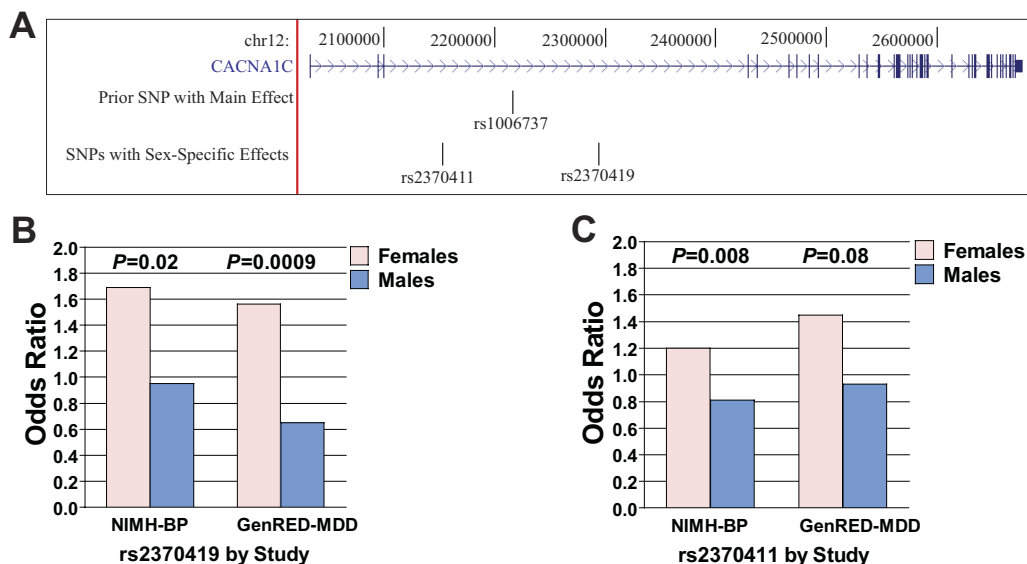 A
chr12: 2100000 2200000 2300000 2400000 2500000 2600000
CACNA1C
Prior SNP with Main Effect
rs1006737
SNPs with Sex-Specific Effects
rs2370411 rs2370419
B
2.0
1.8
1.6
1.4
1.2
1.0
0.8
0.6
0.4
0.2
0.0
Odds Ratio
P=0.02 P=0.0009
Females
Males
NIMH-BP GenRED-MDD
rs2370419 by Study
C
2.0
1.8
1.6
1.4
1.2
1.0
0.8
0.6
0.4
0.2
0.0
Odds Ratio
P=0.008 P=0.08
Females
Males
NIMH-BP GenRED-MDD
rs2370411 by Study